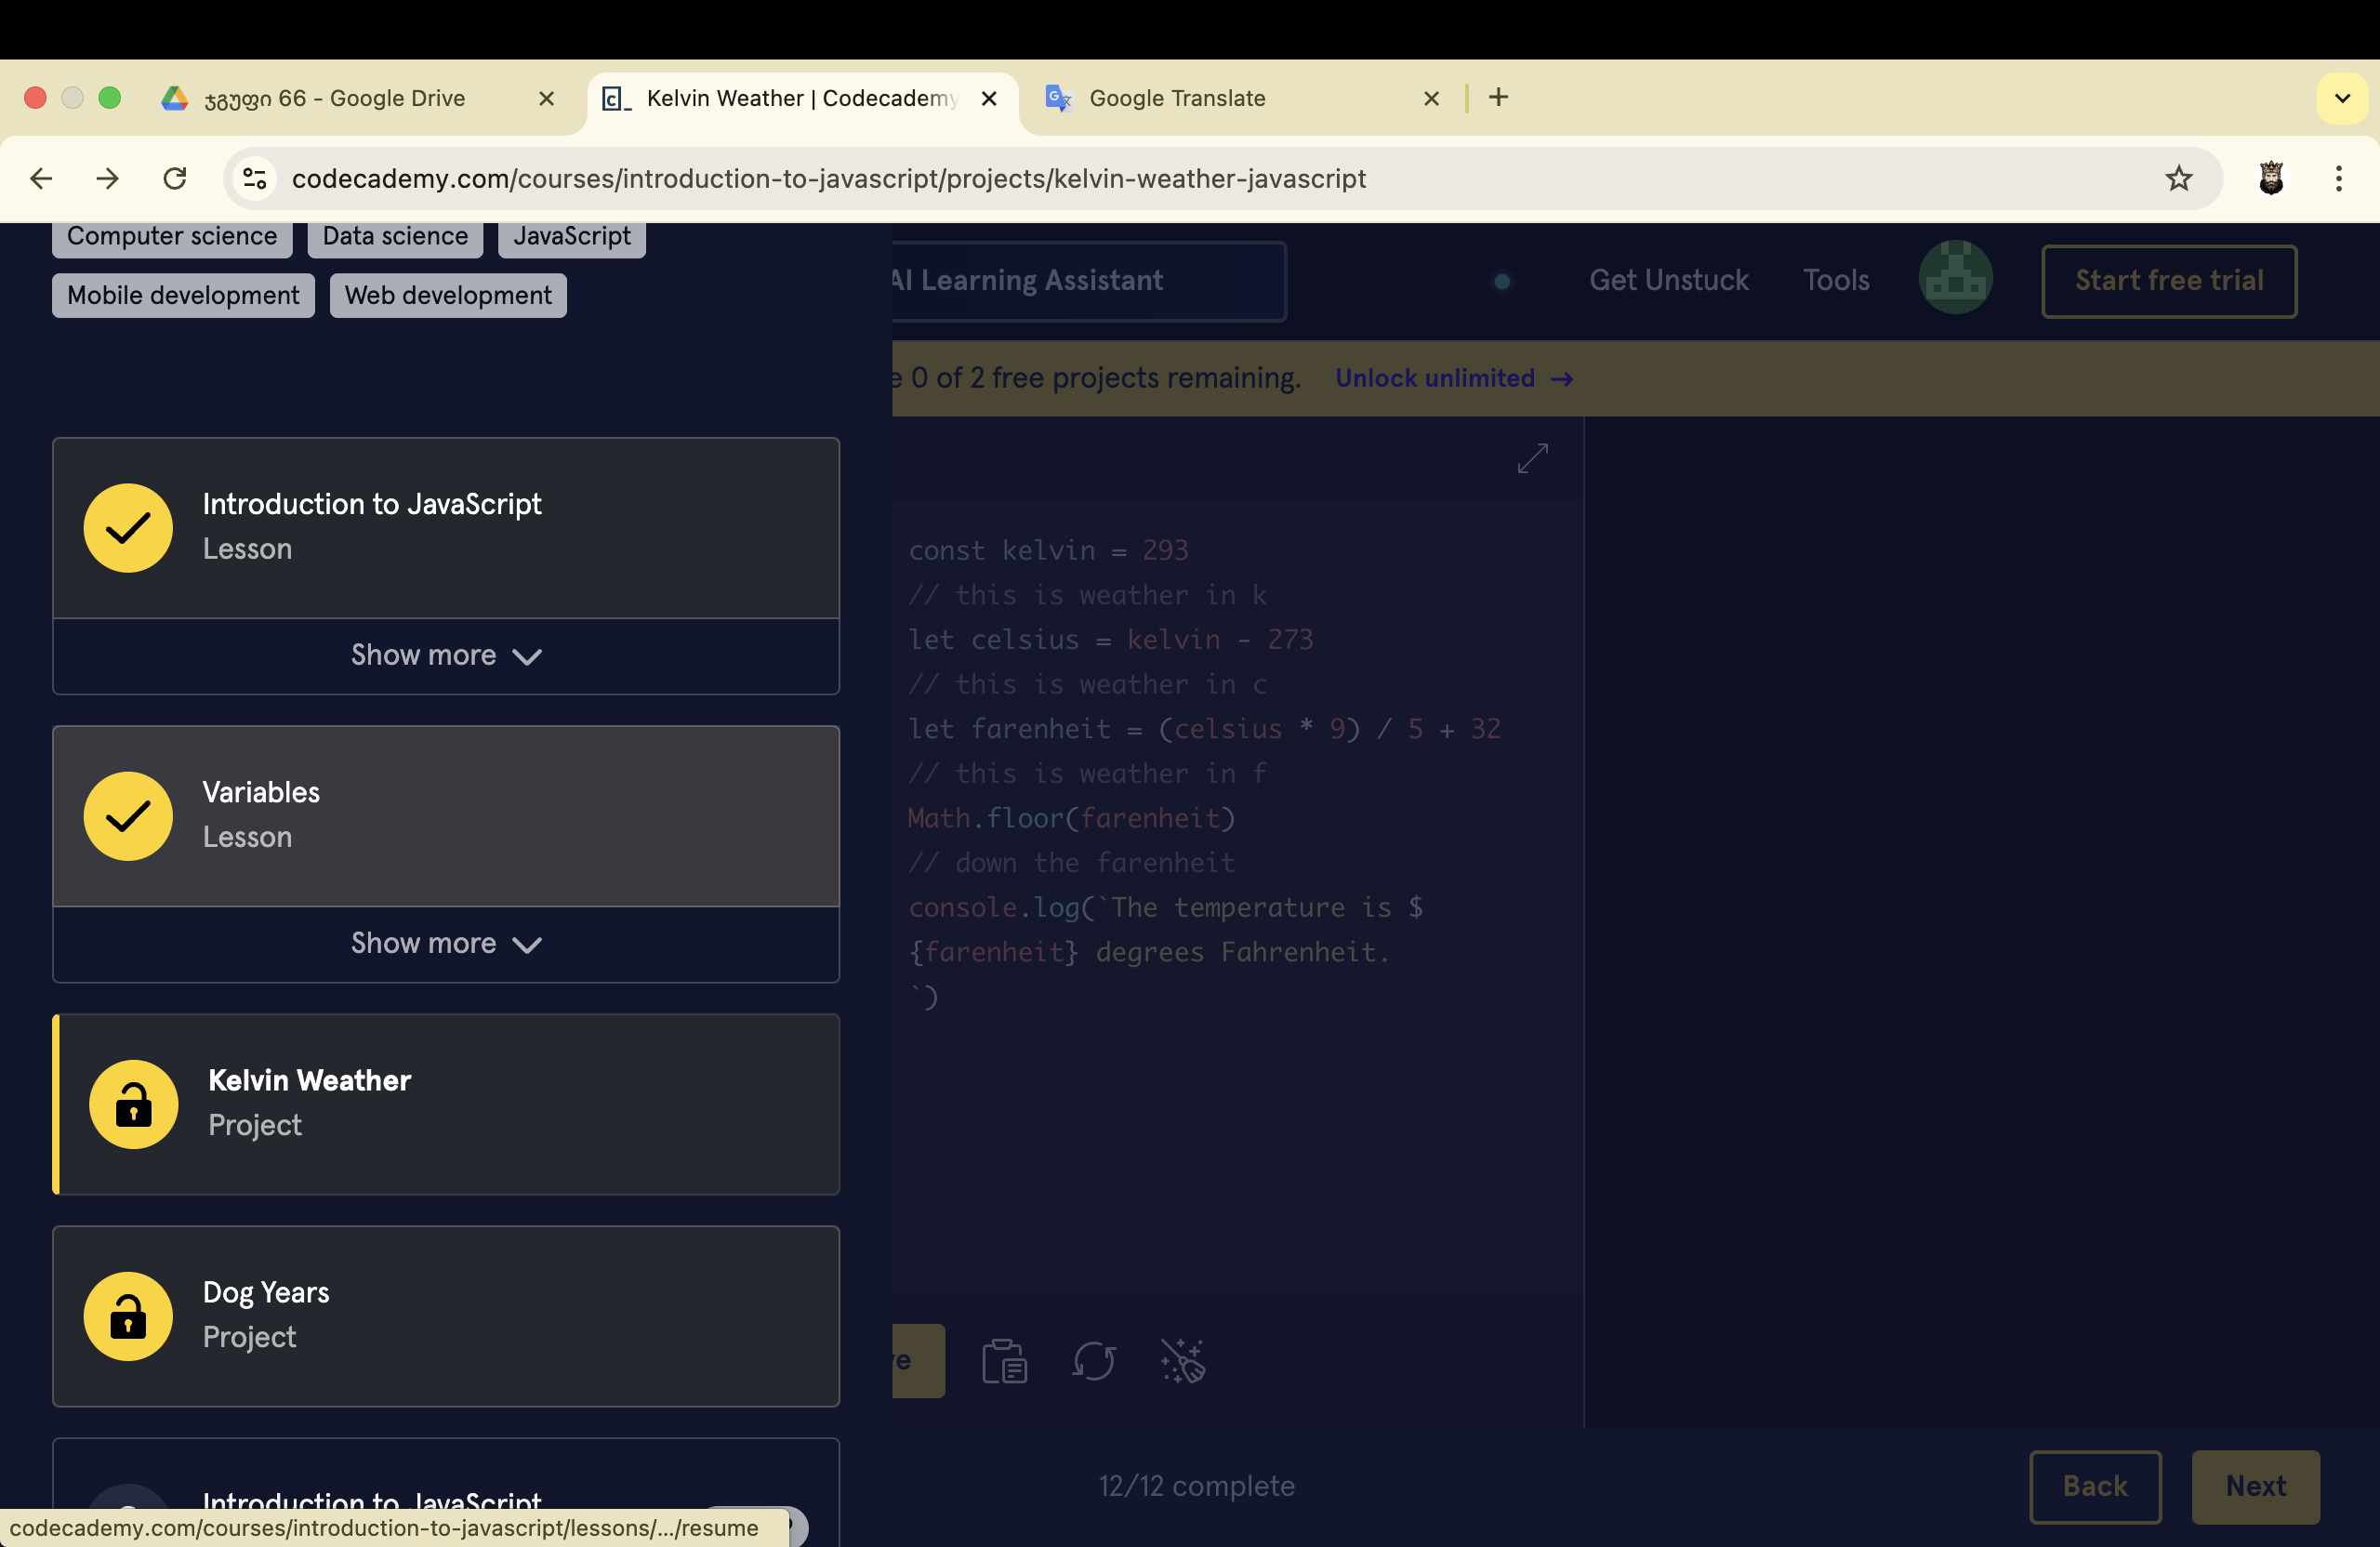 ჯგუფი 66 - Google Drive
Kelvin Weather | Codecademy
Google Translate
codecademy.com/courses/introduction-to-javascript/projects/kelvin-weather-javascript
Computer science
Data science
JavaScript
Mobile development
Web development
AI Learning Assistant
Get Unstuck
Tools
Start free trial
0 of 2 free projects remaining.
Unlock unlimited →
Introduction to JavaScript
Lesson
Show more
Variables
Lesson
Show more
Kelvin Weather
Project
Dog Years
Project
Introduction to JavaScript
codecademy.com/courses/introduction-to-javascript/lessons/.../resume
const kelvin = 293
// this is weather in k
let celsius = kelvin - 273
// this is weather in c
let farenheit = (celsius * 9) / 5 + 32
// this is weather in f
Math.floor(farenheit)
// down the farenheit
console.log(`The temperature is $
{farenheit} degrees Fahrenheit.
`)
12/12 complete
Back
Next